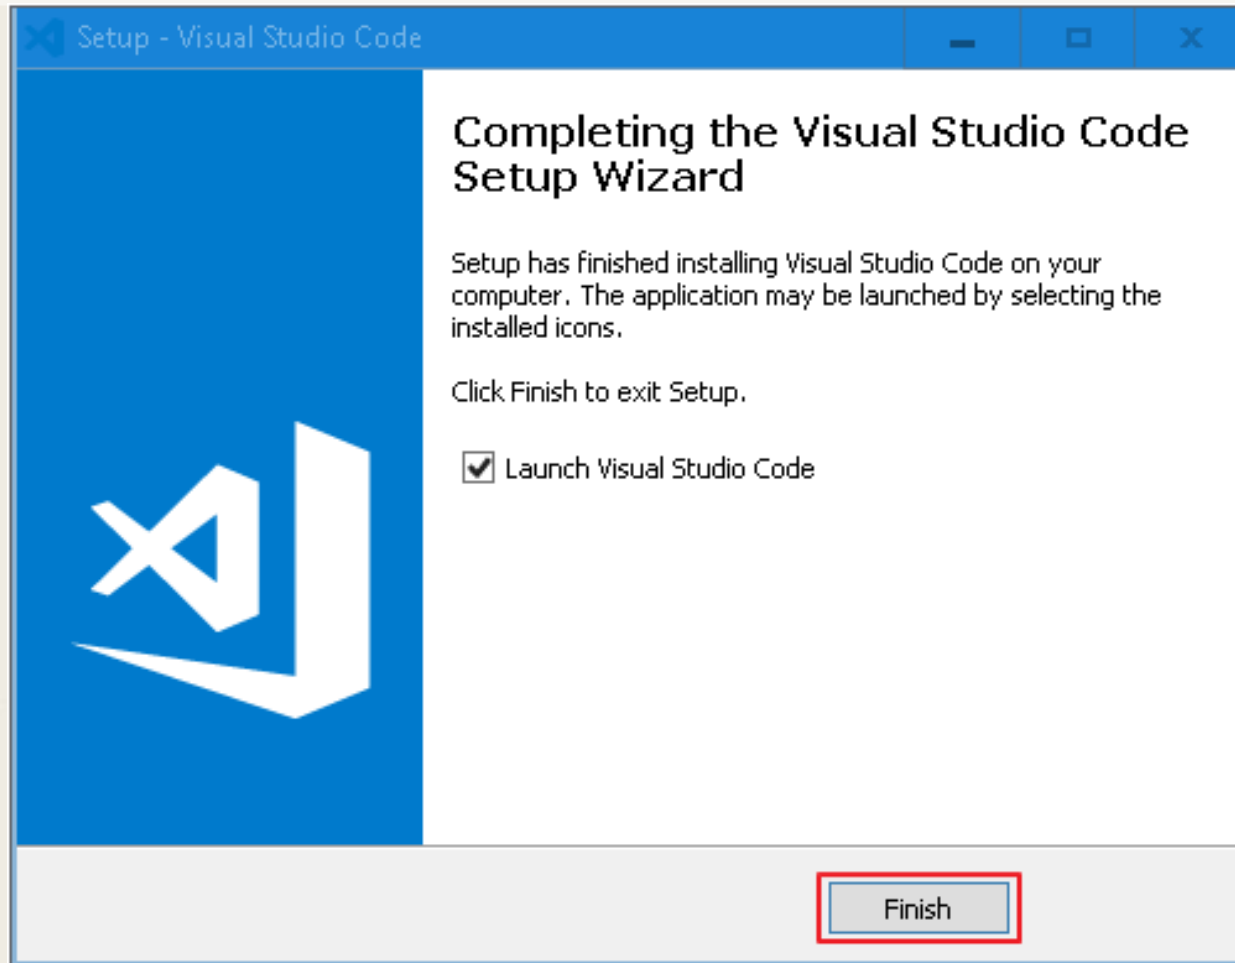 Setup - Visual Studio Code
Completing the Visual Studio Code
Setup Wizard
Setup has finished installing Visual Studio Code on your
computer. The application may be launched by selecting the
installed icons.
Click Finish to exit Setup.
Launch Visual Studio Code
Finish